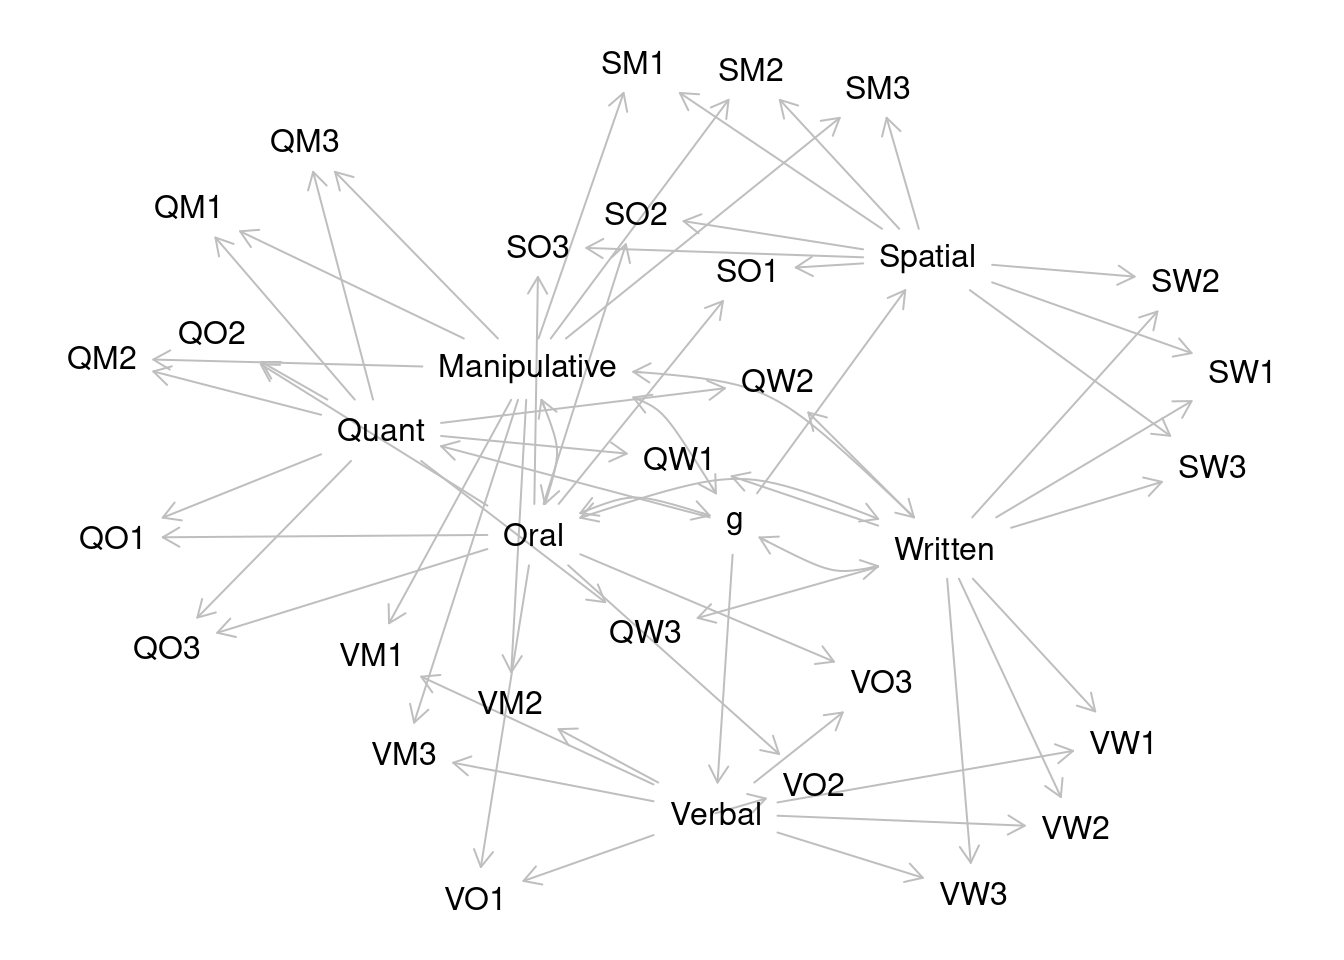 SM1
SM2
SM3
QM3
QM1
SO2
SO3
Spatial
SO1
SW2
QO2
QM2
Manipulative
QW2
SW1
Quant
QW1
SW3
g
Oral
QO1
Written
QW3
QO3
VM1
VO3
VM2
VW1
VM3
VO2
Verbal
VW2
VW3
VO1